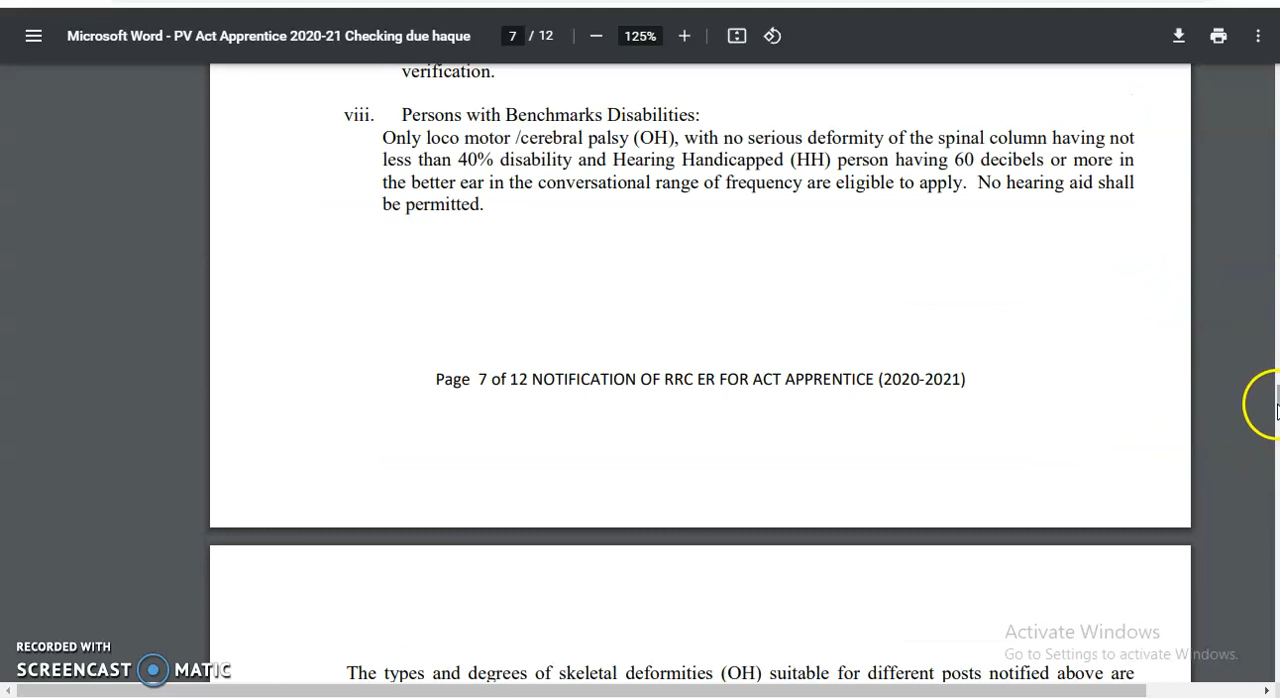 Microsoft Word - PV Act Apprentice 2020-21 Checking due haque 7 / 12 125%
verification.
viii. Persons with Benchmarks Disabilities:
Only loco motor /cerebral palsy (OH), with no serious deformity of the spinal column having not
less than 40% disability and Hearing Handicapped (HH) person having 60 decibels or more in
the better ear in the conversational range of frequency are eligible to apply. No hearing aid shall
be permitted.
Page 7 of 12 NOTIFICATION OF RRC ER FOR ACT APPRENTICE (2020-2021)
Activate Windows
Go to Settings to activate Windows.
RECORDED WITH
SCREENCAST MATIC
The types and degrees of skeletal deformities (OH) suitable for different posts notified above are